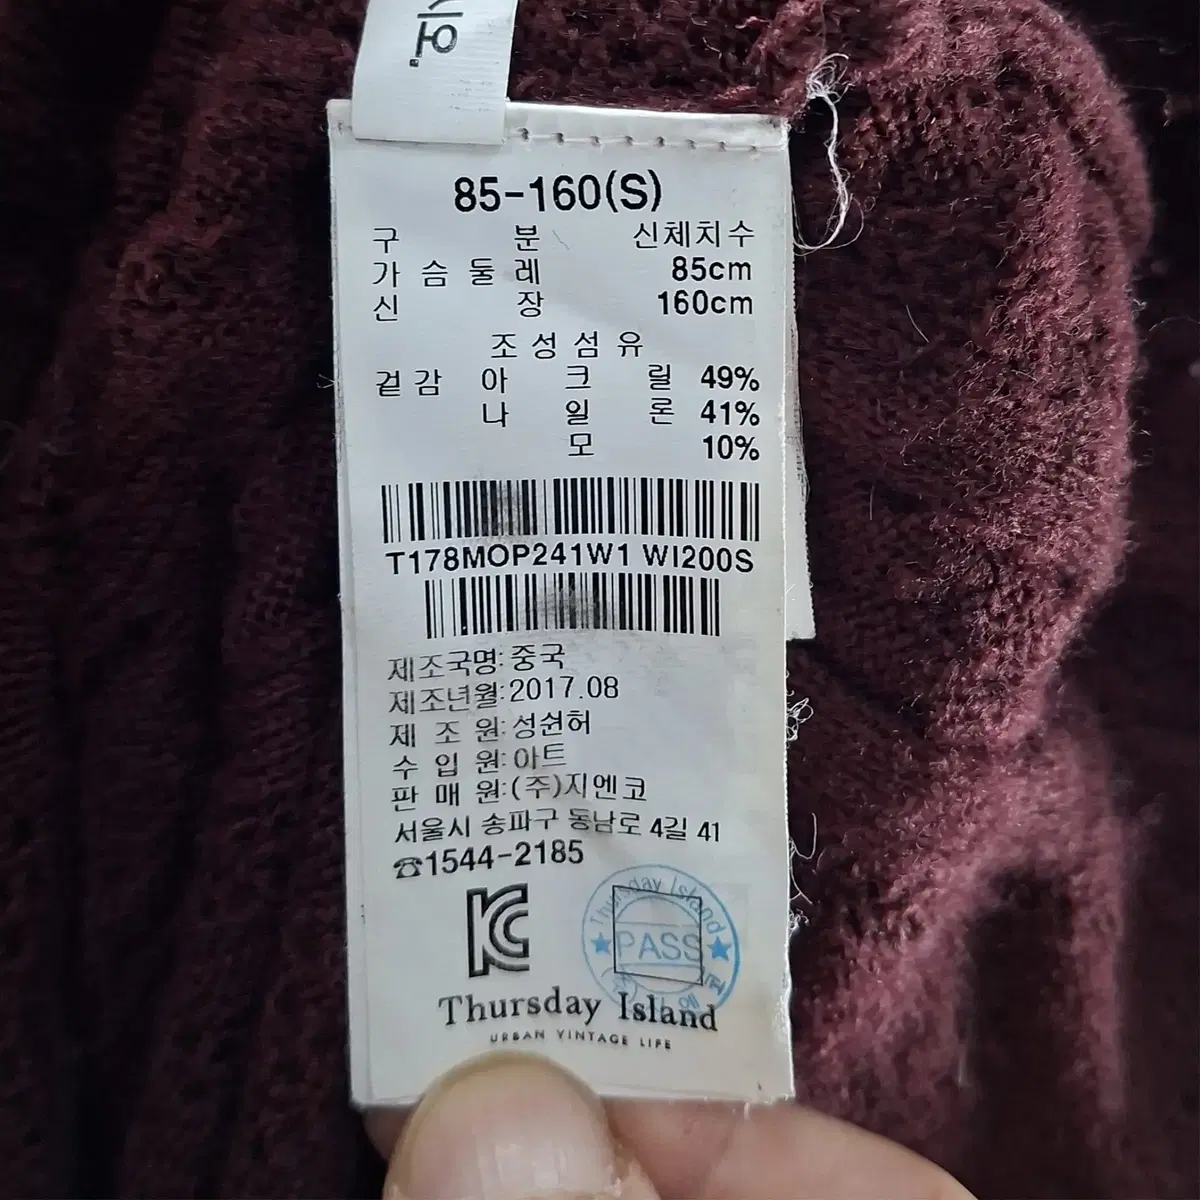 85-160(S)
구 분 신체치수
가 슴 둘 레 85cm
신 장 160cm
조 성 섬 유
겉 감 아 크 릴 49%
나 일 론 41%
모 10%
T178MOP241W1 WI200S
제조국명:중국
제조년월:2017.08
제 조 원:성션허
수 입 원:아트
판 매 원:(주)지엔코
서울시 송파구 동남로 4길 41
☎1544-2185
Thursday Island
PASS
Thursday Island
URBAN VINTAGE LIFE